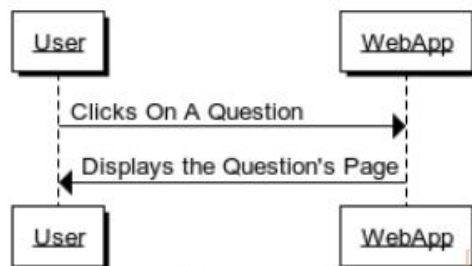 User
WebApp
Clicks On A Question
Displays the Question's Page
User
WebApp